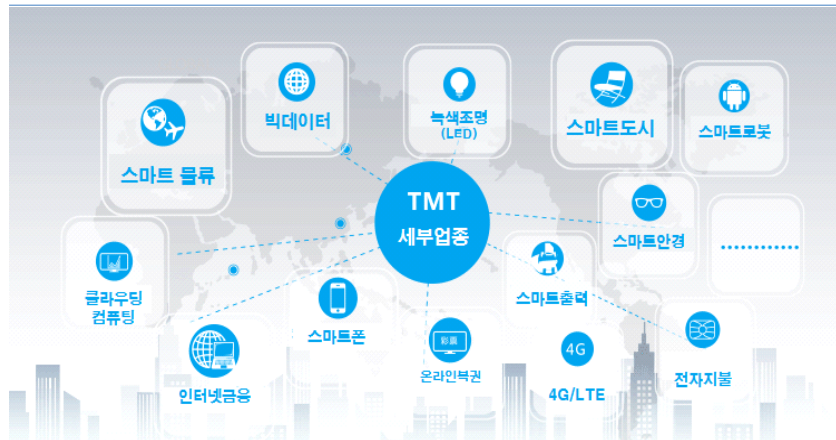 빅데이터
녹색조명
(LED)
스마트도시
스마트로봇
스마트 물류
TMT
세부업종
스마트안경
............
클라우딩
컴퓨팅
스마트출력
스마트폰
彩票
온라인복권
4G
4G/LTE
전자지불
인터넷금융